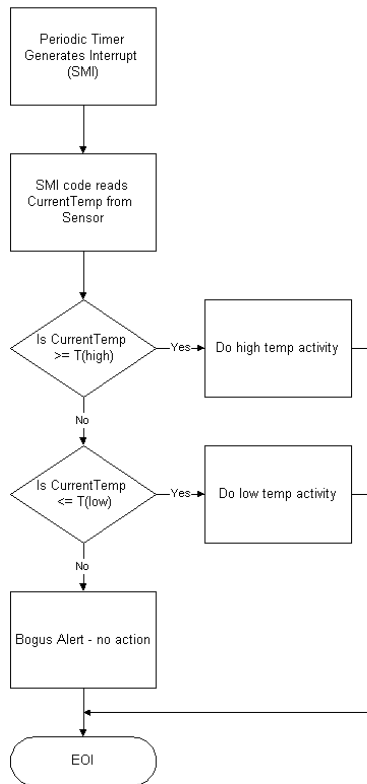 Periodic Timer
Generates Interrupt
(SMI)
SMI code reads
CurrentTemp from
Sensor
Is CurrentTemp
>= T(high)
Yes
Do high temp activity
No
Is CurrentTemp
<= T(low)
Yes
Do low temp activity
No
Bogus Alert - no action
EOI